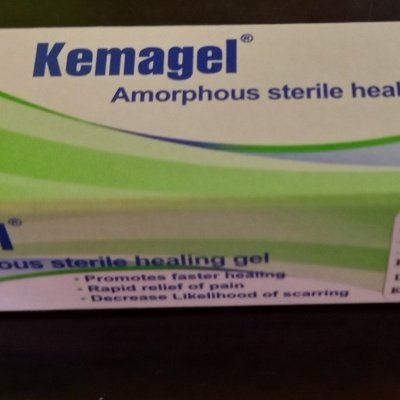 Kemagel®
Amorphous sterile heal
®
ous sterile healing gel
- Promotes faster healing
- Rapid relief of pain
- Decrease Likelihood of scarring